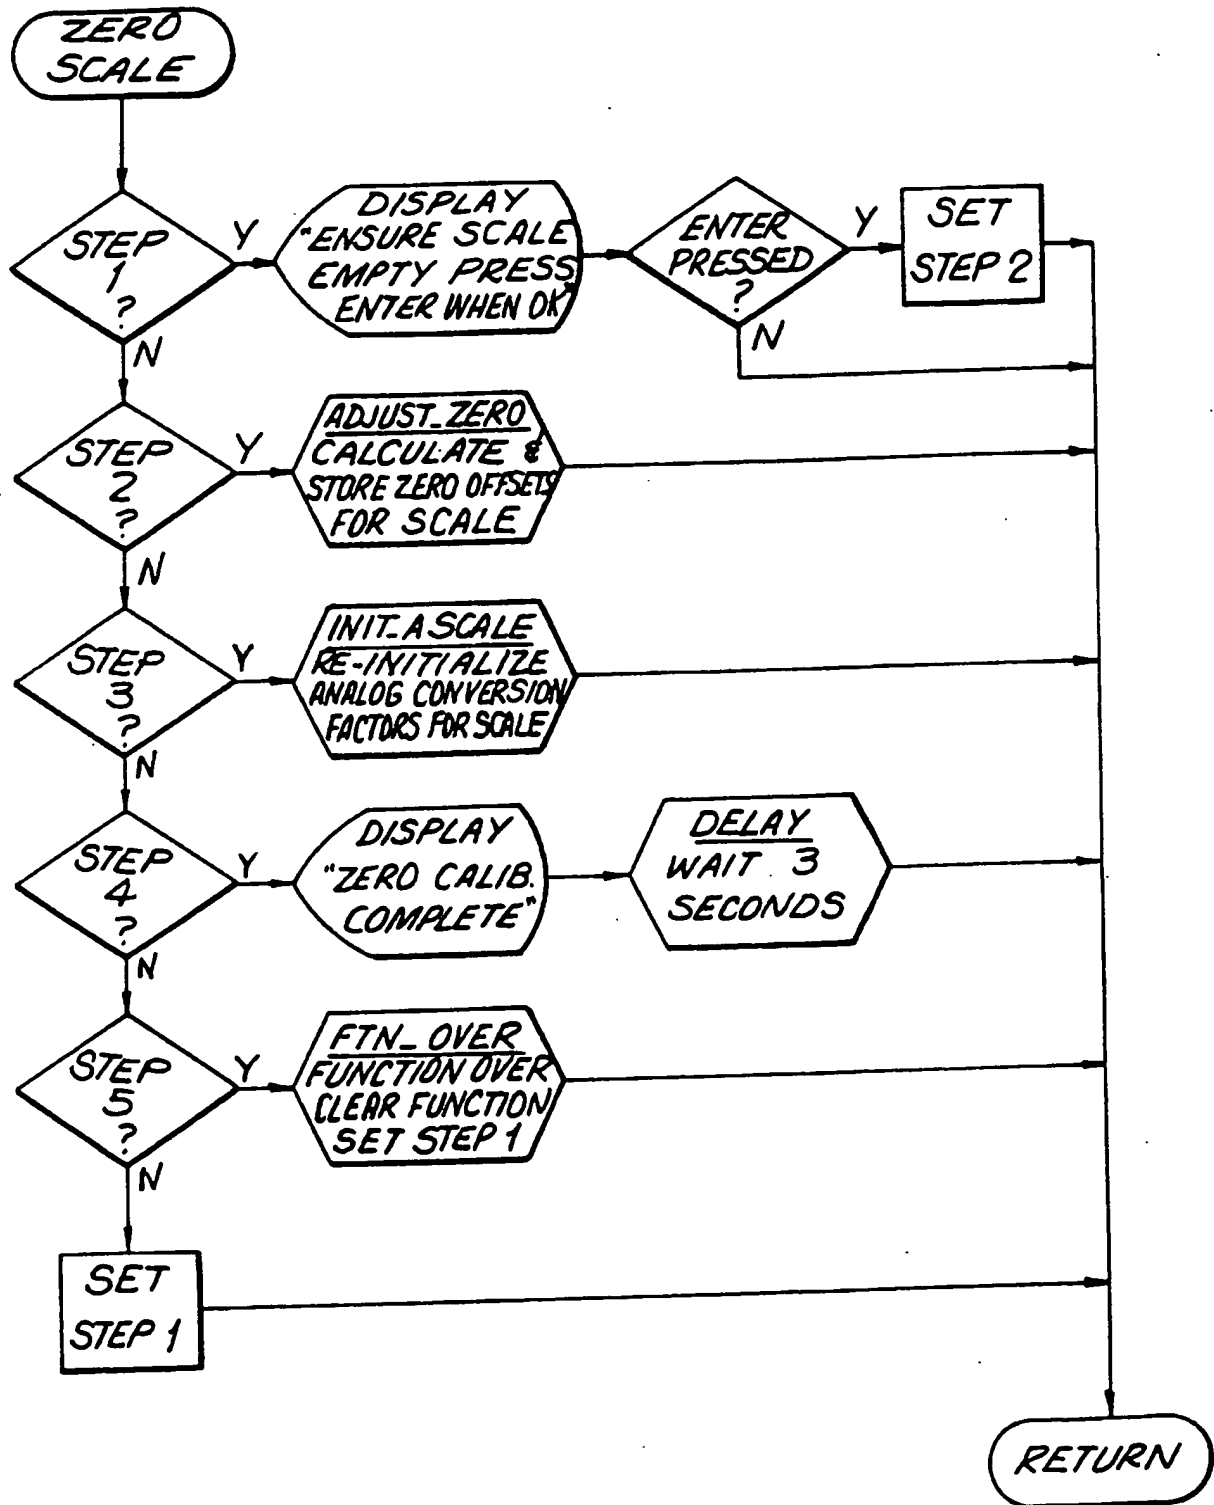 ZERO
SCALE
STEP
1
?
Y
DISPLAY
"ENSURE SCALE
EMPTY PRESS
ENTER WHEN OK"
ENTER
PRESSED
?
Y
SET
STEP 2
N
N
STEP
2
?
Y
ADJUST_ZERO
CALCULATE &
STORE ZERO OFFSETS
FOR SCALE
N
STEP
3
?
Y
INIT_A SCALE
RE-INITIALIZE
ANALOG CONVERSION
FACTORS FOR SCALE
N
STEP
4
?
Y
DISPLAY
"ZERO CALIB.
COMPLETE"
DELAY
WAIT 3
SECONDS
N
STEP
5
?
Y
FTN_OVER
FUNCTION OVER
CLEAR FUNCTION
SET STEP 1
N
SET
STEP 1
RETURN